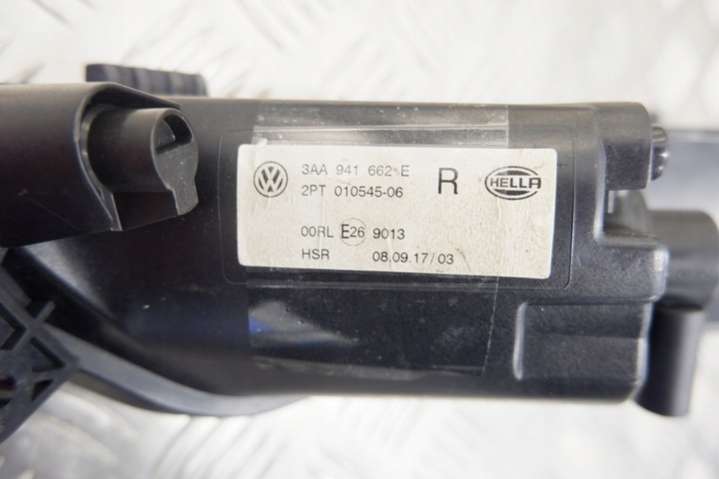 3AA 941 662 E
2PT 010545-06
R
HELLA
00RL E26 9013
HSR 08.09.17/03